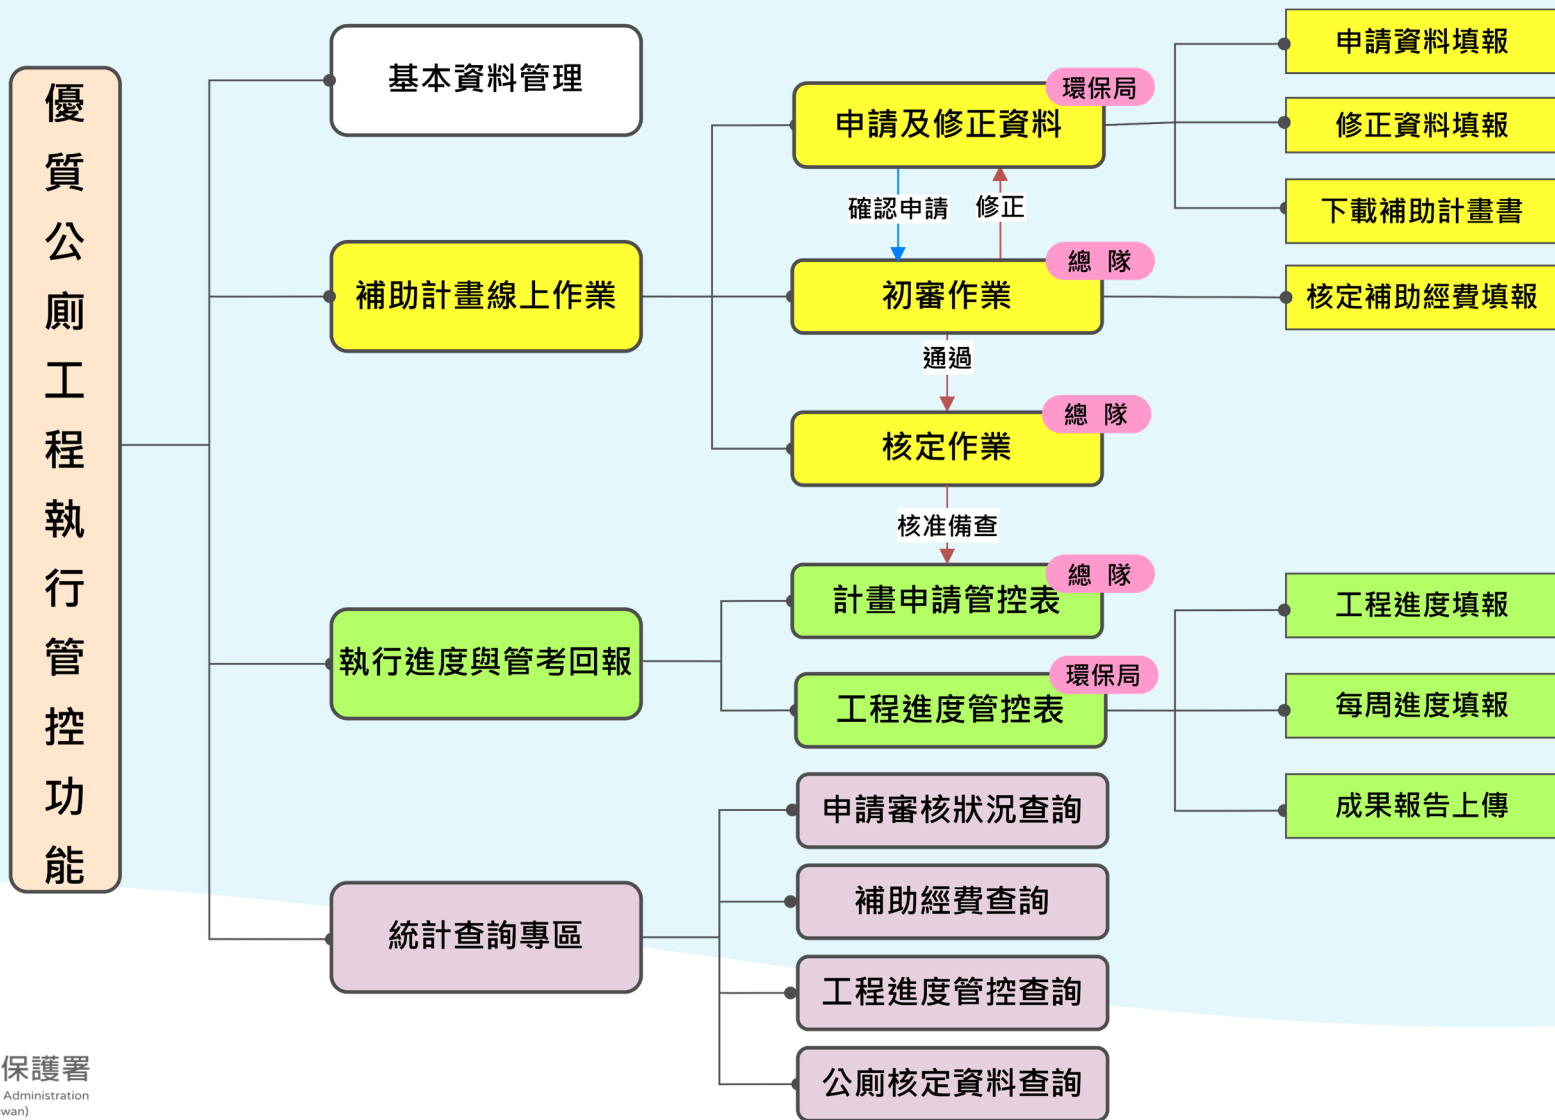 優質公廁工程執行管控功能
基本資料管理
補助計畫線上作業
環保局
申請及修正資料
申請資料填報
修正資料填報
下載補助計畫書
確認申請
修正
總 隊
初審作業
核定補助經費填報
通過
總 隊
核定作業
核准備查
執行進度與管考回報
總 隊
計畫申請管控表
環保局
工程進度管控表
工程進度填報
每周進度填報
成果報告上傳
統計查詢專區
申請審核狀況查詢
補助經費查詢
工程進度管控查詢
公廁核定資料查詢
保護署
Administration
wan)